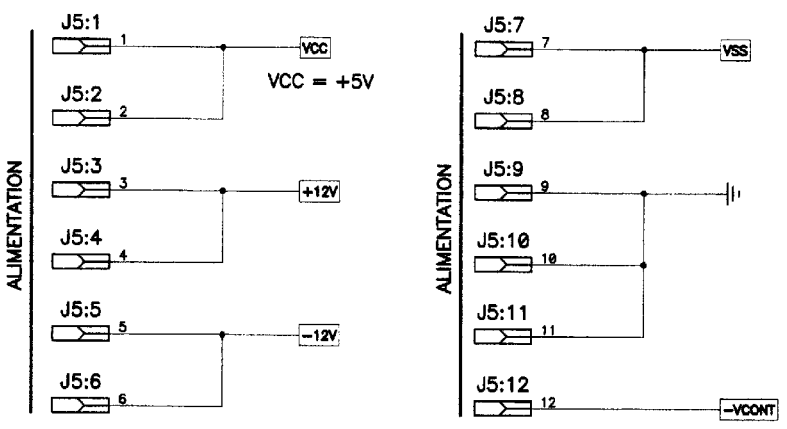 J5:1
1
VCC
VCC = +5V
J5:2
2
J5:3
3
+12V
J5:4
4
J5:5
5
-12V
J5:6
6
ALIMENTATION
J5:7
7
VSS
J5:8
8
J5:9
9
J5:10
10
J5:11
11
J5:12
12
-VCONT
ALIMENTATION